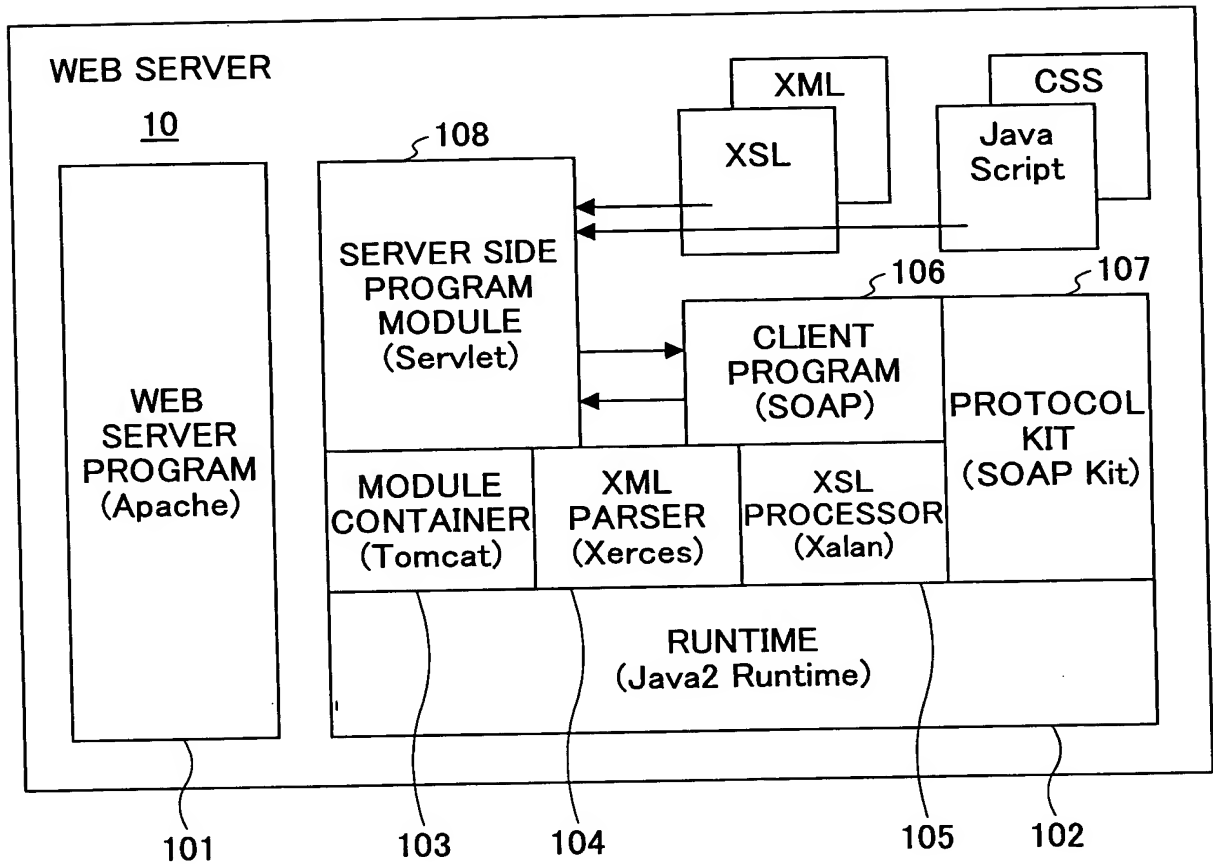 WEB SERVER
10
XML
XSL
CSS
Java
Script
108
SERVER SIDE
PROGRAM
MODULE
(Servlet)
106
107
CLIENT
PROGRAM
(SOAP)
PROTOCOL
KIT
(SOAP Kit)
WEB
SERVER
PROGRAM
(Apache)
MODULE
CONTAINER
(Tomcat)
XML
PARSER
(Xerces)
XSL
PROCESSOR
(Xalan)
RUNTIME
(Java2 Runtime)
101
103
104
105
102